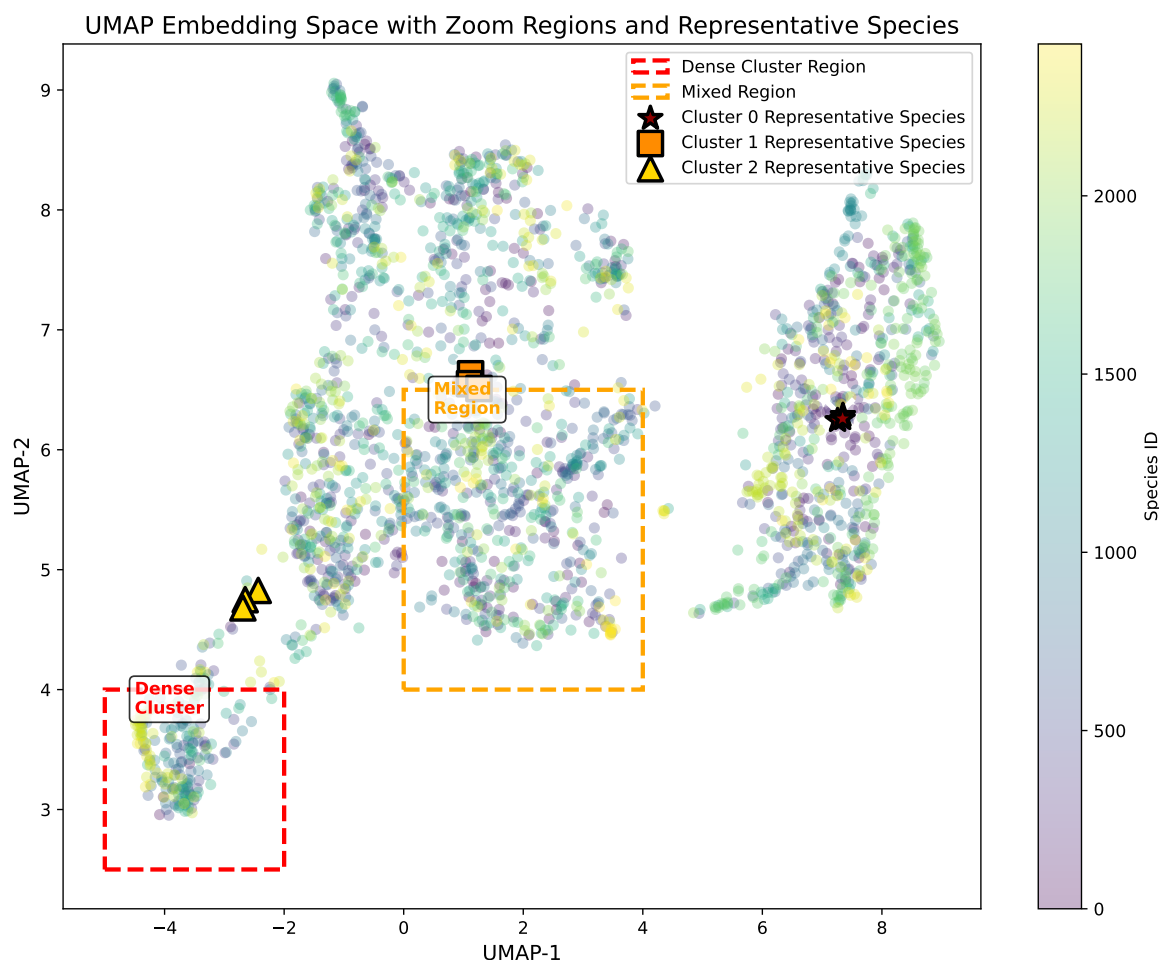 UMAP Embedding Space with Zoom Regions and Representative Species
Dense Cluster Region
Mixed Region
Cluster 0 Representative Species
Cluster 1 Representative Species
Cluster 2 Representative Species
9
8
7
6
5
4
3
UMAP-2
Mixed
Region
Dense
Cluster
−4
−2
0
2
4
6
8
UMAP-1
2000
1500
1000
500
0
Species ID